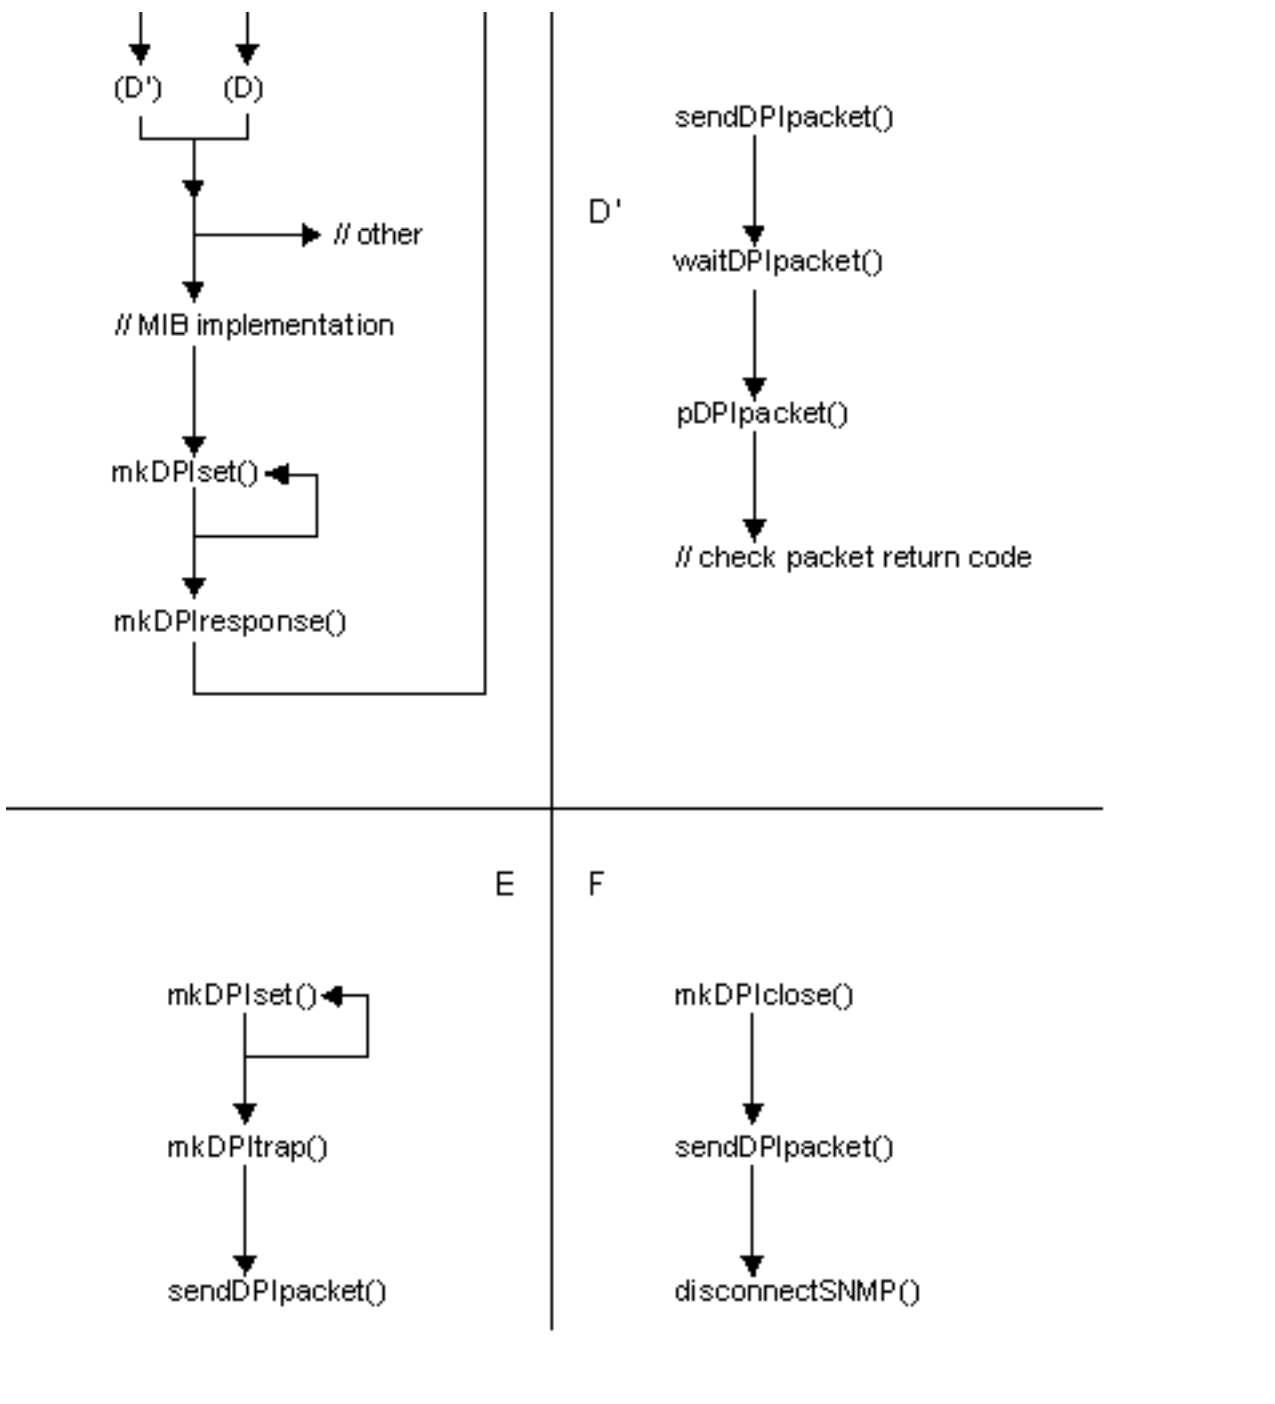 (D') (D)
// other
// MIB implementation
mkDPIset()
mkDPIresponse()
sendDPIpacket()
D'
waitDPIpacket()
pDPIpacket()
// check packet return code
E
mkDPIset()
mkDPItrap()
sendDPIpacket()
F
mkDPIclose()
sendDPIpacket()
disconnectSNMP()